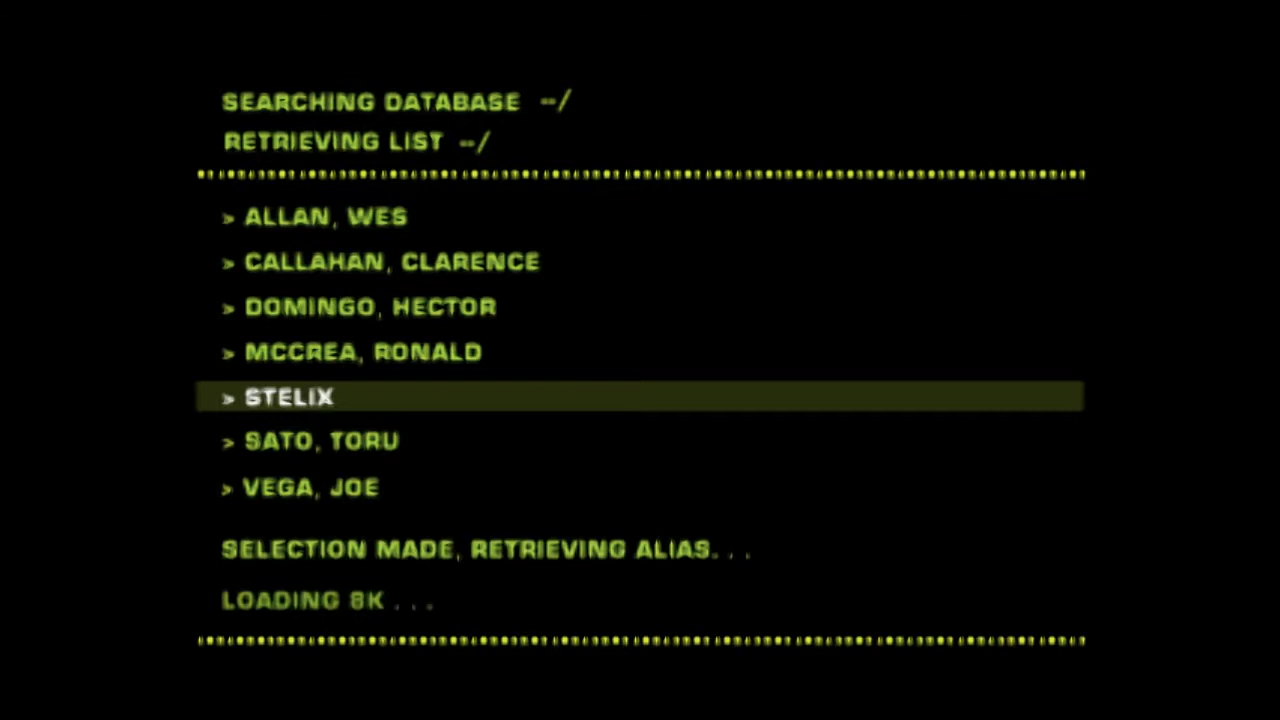 SEARCHING DATABASE --/
RETRIEVING LIST --/
> ALLAN, WES
> CALLAHAN, CLARENCE
> DOMINGO, HECTOR
> MCCREA, RONALD
> STELIX
> SATO, TORU
> VEGA, JOE
SELECTION MADE, RETRIEVING ALIAS. . .
LOADING 8K . . .